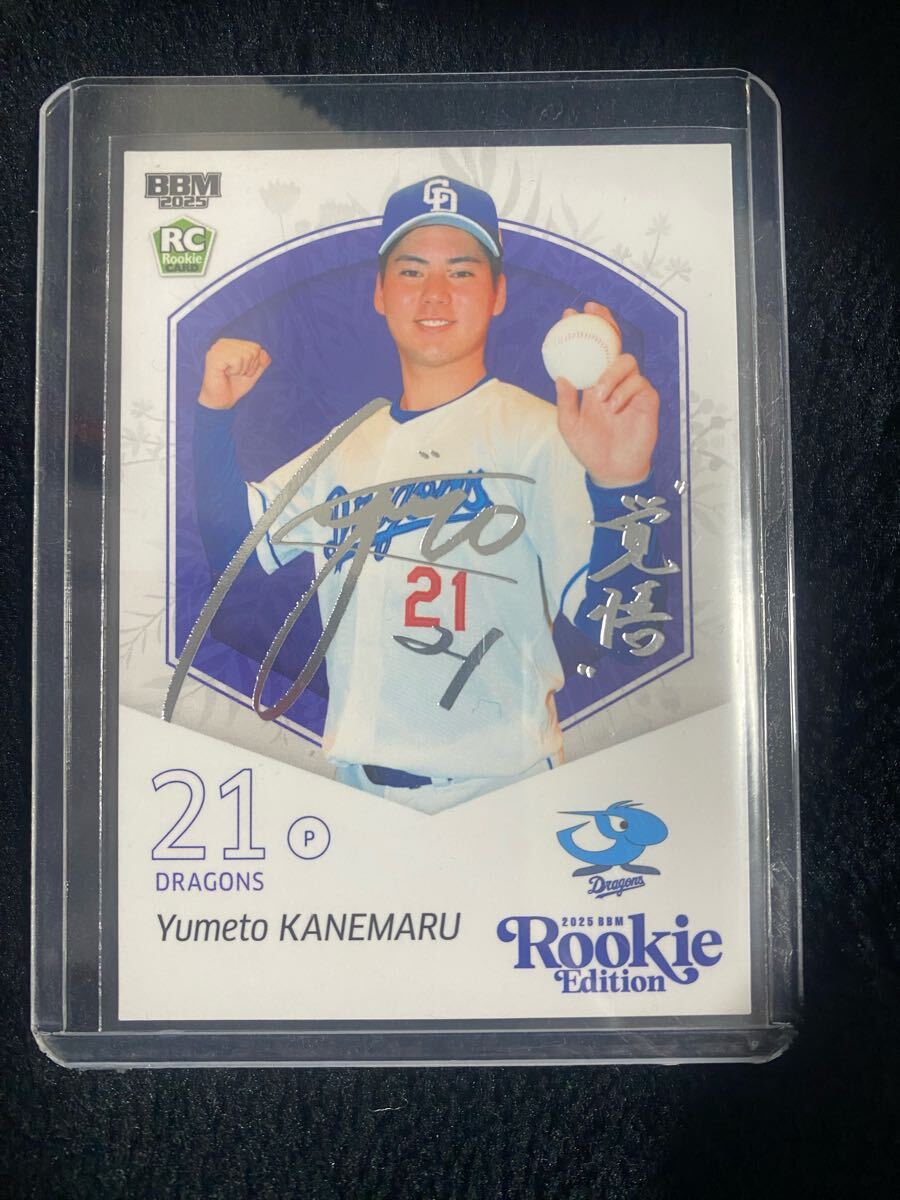 BBM
2025
RC
Rookie
CARD
CD
Dragons
21
21
"覚悟"
21
P
DRAGONS
Yumeto KANEMARU
Dragons
2025 BBM
Rookie
Edition